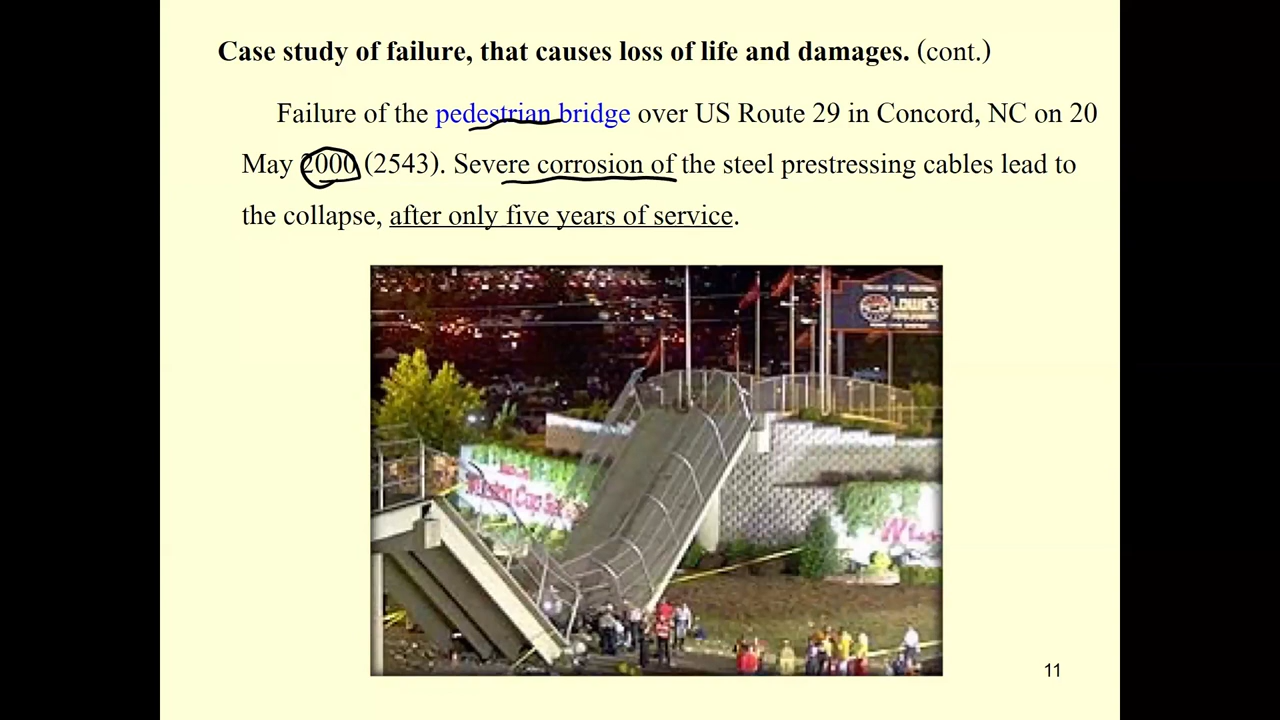 Case study of failure, that causes loss of life and damages. (cont.)
Failure of the pedestrian bridge over US Route 29 in Concord, NC on 20
May 2000 (2543). Severe corrosion of the steel prestressing cables lead to
the collapse, after only five years of service.
LOWE'S
11